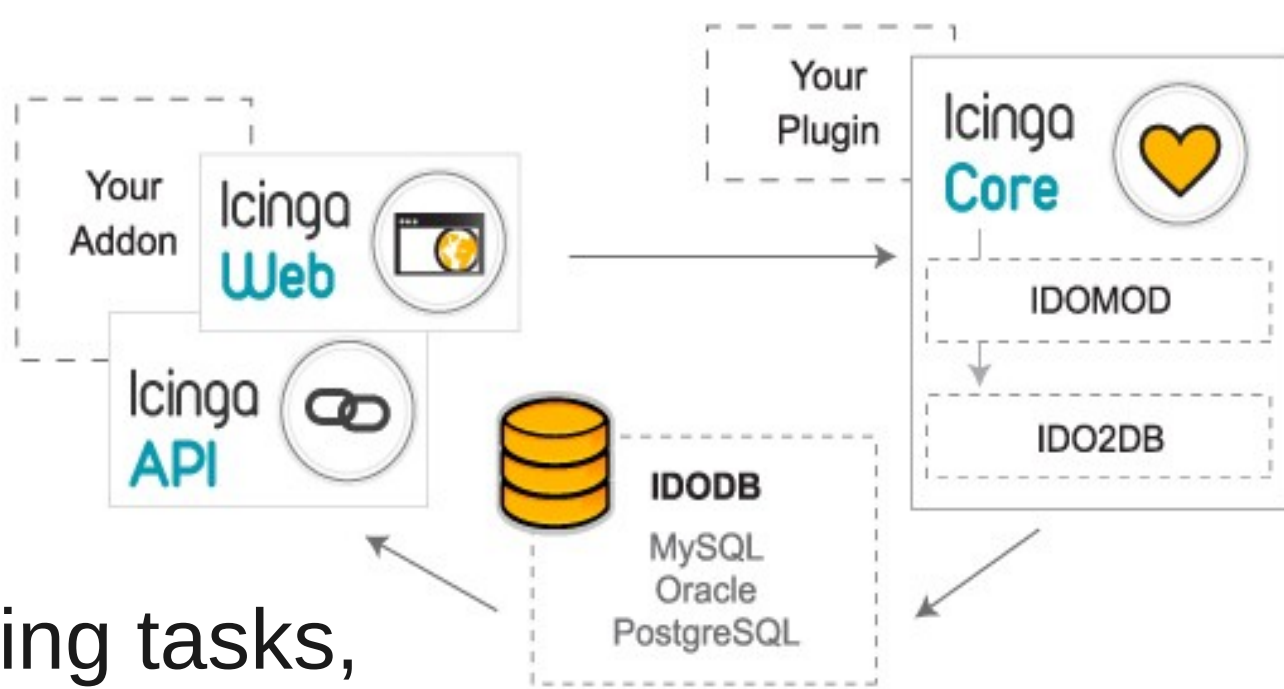 Your
Plugin
Icinga
Core
Your
Addon
Icinga
Web
IDOMOD
Icinga
API
IDO2DB
IDODB
MySQL
Oracle
PostgreSQL
ing tasks,